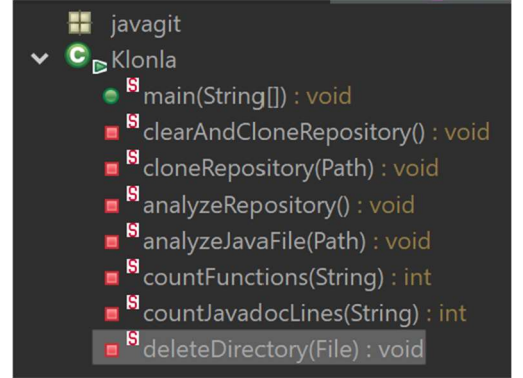 javagit
C Klonla
S main(String[]) : void
S clearAndCloneRepository() : void
S cloneRepository(Path) : void
S analyzeRepository() : void
S analyzeJavaFile(Path) : void
S countFunctions(String) : int
S countJavadocLines(String) : int
S deleteDirectory(File) : void